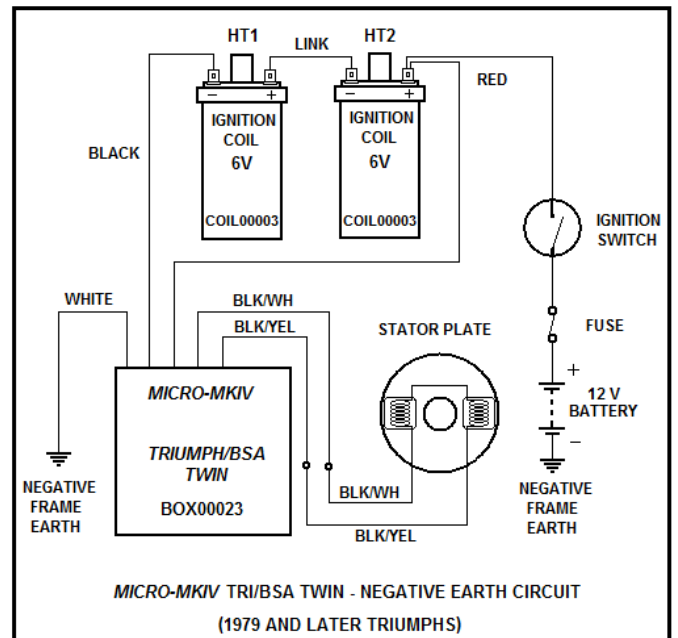 HT1
HT2
LINK
RED
− +
− +
IGNITION
COIL
6V
COIL00003
IGNITION
COIL
6V
COIL00003
BLACK
IGNITION
SWITCH
WHITE
BLK/WH
BLK/YEL
STATOR PLATE
FUSE
+
12 V
BATTERY
−
MICRO-MKIV
TRIUMPH/BSA
TWIN
BOX00023
NEGATIVE
FRAME
EARTH
BLK/WH
BLK/YEL
NEGATIVE
FRAME
EARTH
MICRO-MKIV TRI/BSA TWIN - NEGATIVE EARTH CIRCUIT
(1979 AND LATER TRIUMPHS)